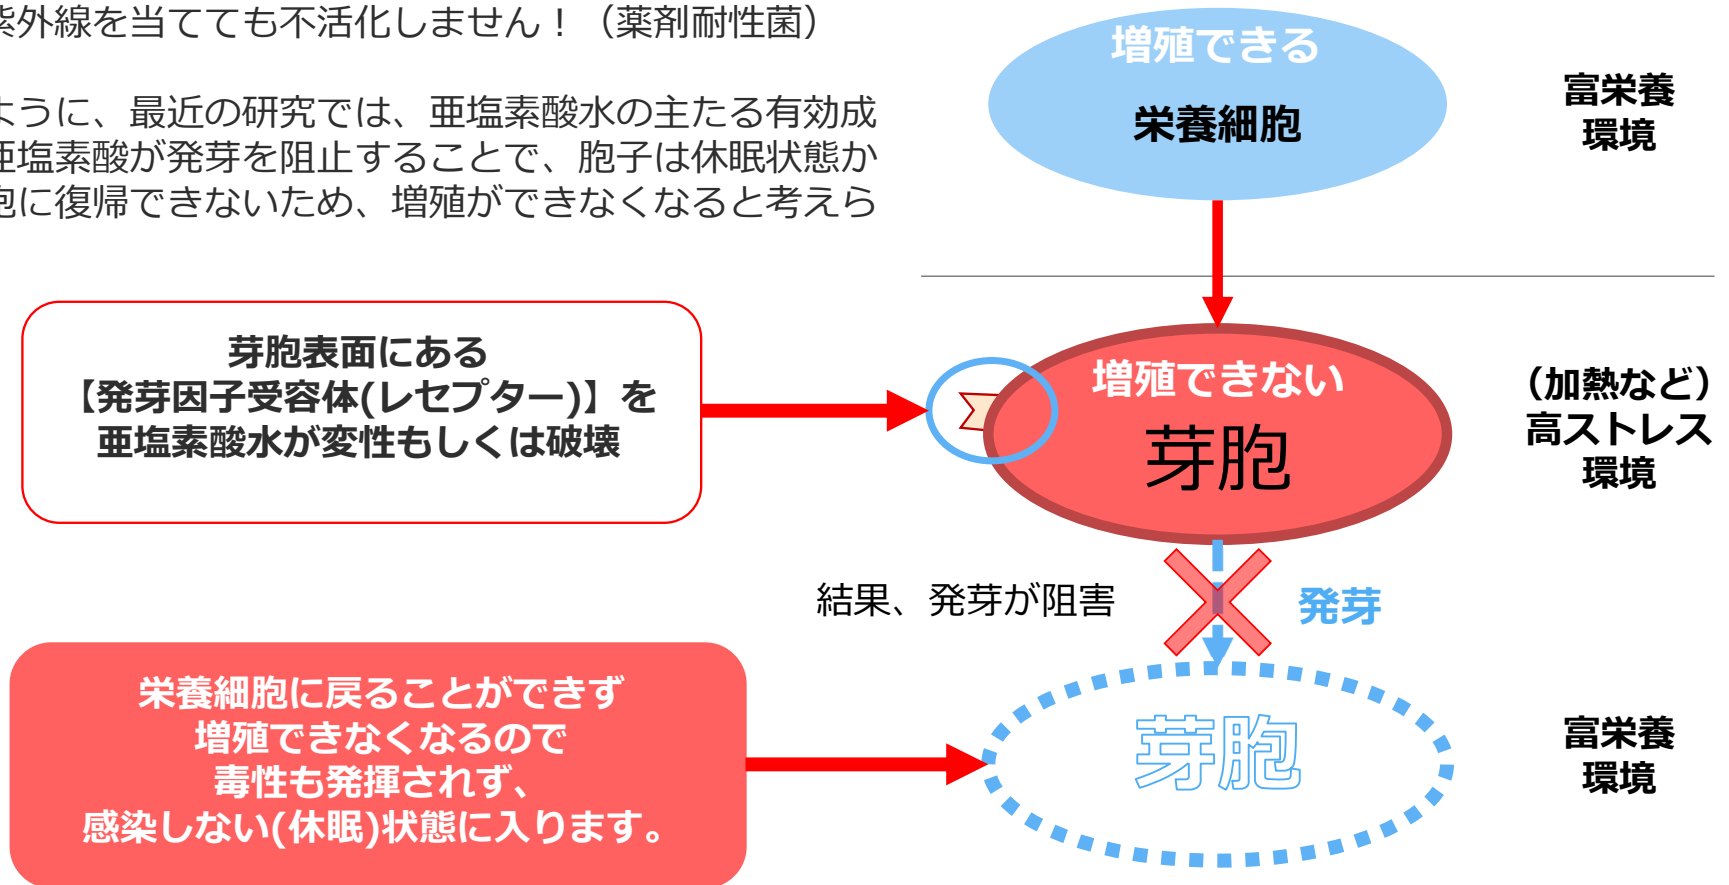 紫外線を当てても不活化しません！（薬剤耐性菌）
ように、最近の研究では、亜塩素酸水の主たる有効成
亜塩素酸が発芽を阻止することで、胞子は休眠状態か
胞に復帰できないため、増殖ができなくなると考えら
増殖できる
栄養細胞
富栄養
環境
芽胞表面にある
【発芽因子受容体(レセプター)】を
亜塩素酸水が変性もしくは破壊
増殖できない
芽胞
（加熱など）
高ストレス
環境
結果、発芽が阻害
発芽
栄養細胞に戻ることができず
増殖できなくなるので
毒性も発揮されず、
感染しない(休眠)状態に入ります。
芽胞
富栄養
環境